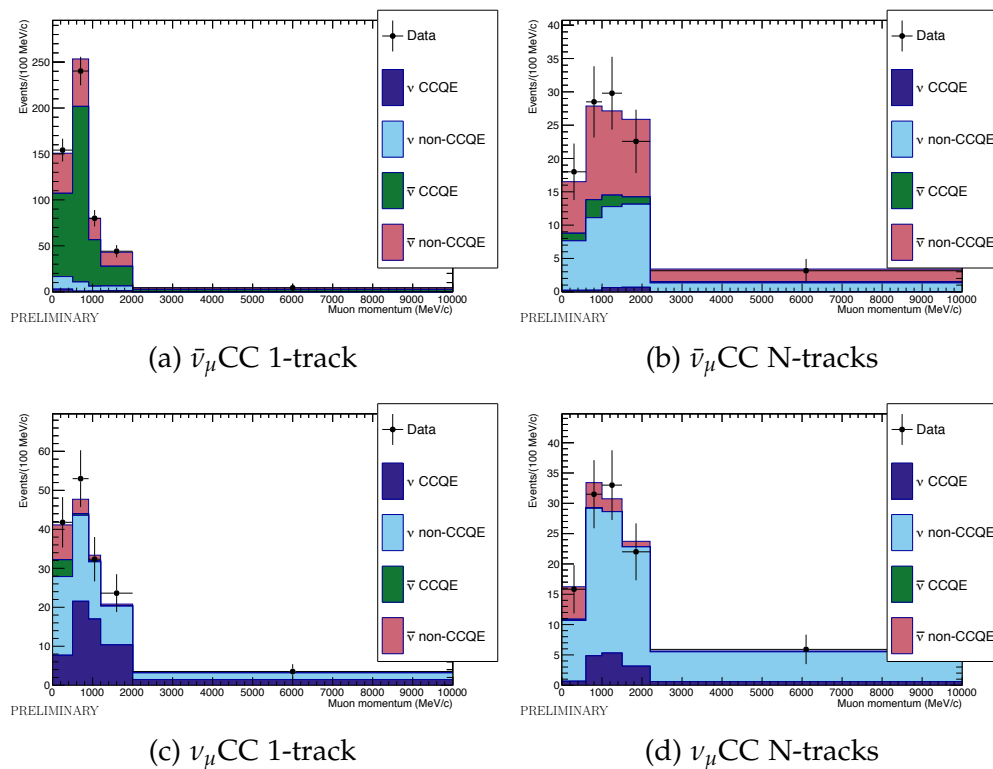 Events/(100 MeV/c)
250
200
150
100
50
0
0 1000 2000 3000 4000 5000 6000 7000 8000 9000 10000
Muon momentum (MeV/c)
PRELIMINARY
Data
ν CCQE
ν non-CCQE
ν̄ CCQE
ν̄ non-CCQE
(a) ν̄μCC 1-track
Events/(100 MeV/c)
40
35
30
25
20
15
10
5
0
0 1000 2000 3000 4000 5000 6000 7000 8000 9000 10000
Muon momentum (MeV/c)
PRELIMINARY
Data
ν CCQE
ν non-CCQE
ν̄ CCQE
ν̄ non-CCQE
(b) ν̄μCC N-tracks
Events/(100 MeV/c)
60
50
40
30
20
10
0
0 1000 2000 3000 4000 5000 6000 7000 8000 9000 10000
Muon momentum (MeV/c)
PRELIMINARY
Data
ν CCQE
ν non-CCQE
ν̄ CCQE
ν̄ non-CCQE
(c) νμCC 1-track
Events/(100 MeV/c)
40
35
30
25
20
15
10
5
0
0 1000 2000 3000 4000 5000 6000 7000 8000 9000 10000
Muon momentum (MeV/c)
PRELIMINARY
Data
ν CCQE
ν non-CCQE
ν̄ CCQE
ν̄ non-CCQE
(d) νμCC N-tracks